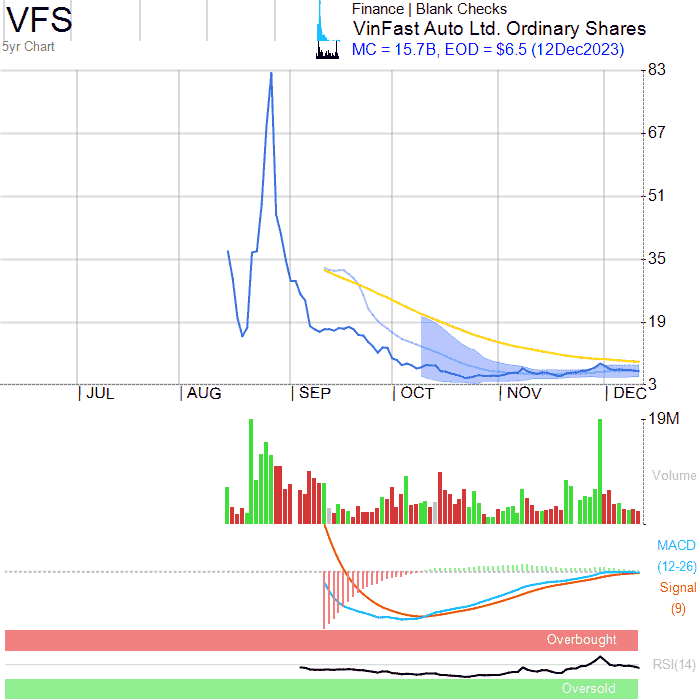 VFS
5yr Chart
Finance | Blank Checks
VinFast Auto Ltd. Ordinary Shares
MC = 15.7B, EOD = $6.5 (12Dec2023)
83
67
51
35
19
3
JUL AUG SEP OCT NOV DEC
19M
Volume
MACD
(12-26)
Signal
(9)
Overbought
RSI(14)
Oversold